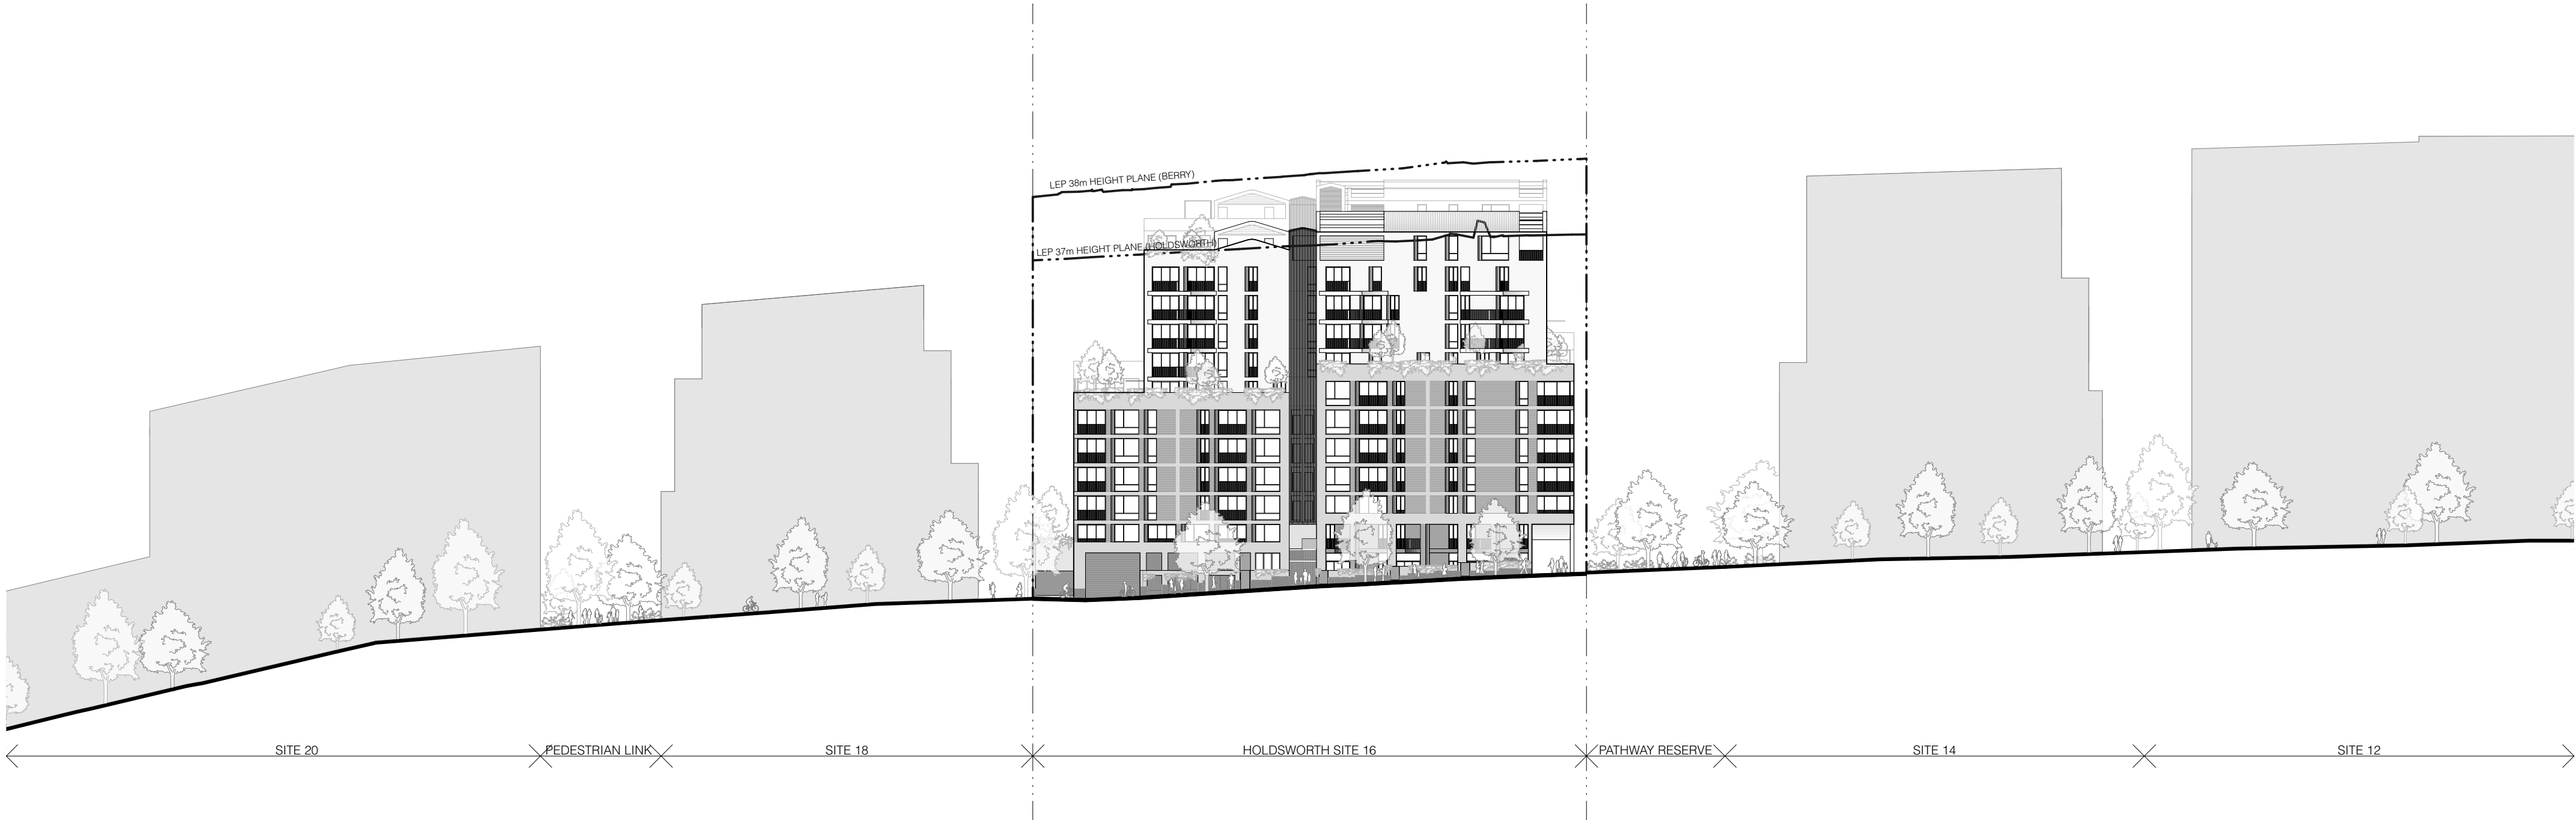 LEP 38m HEIGHT PLANE (BERRY)
LEP 37m HEIGHT PLANE (HOLDSWORTH)
SITE 20
PEDESTRIAN LINK
SITE 18
HOLDSWORTH SITE 16
PATHWAY RESERVE
SITE 14
SITE 12